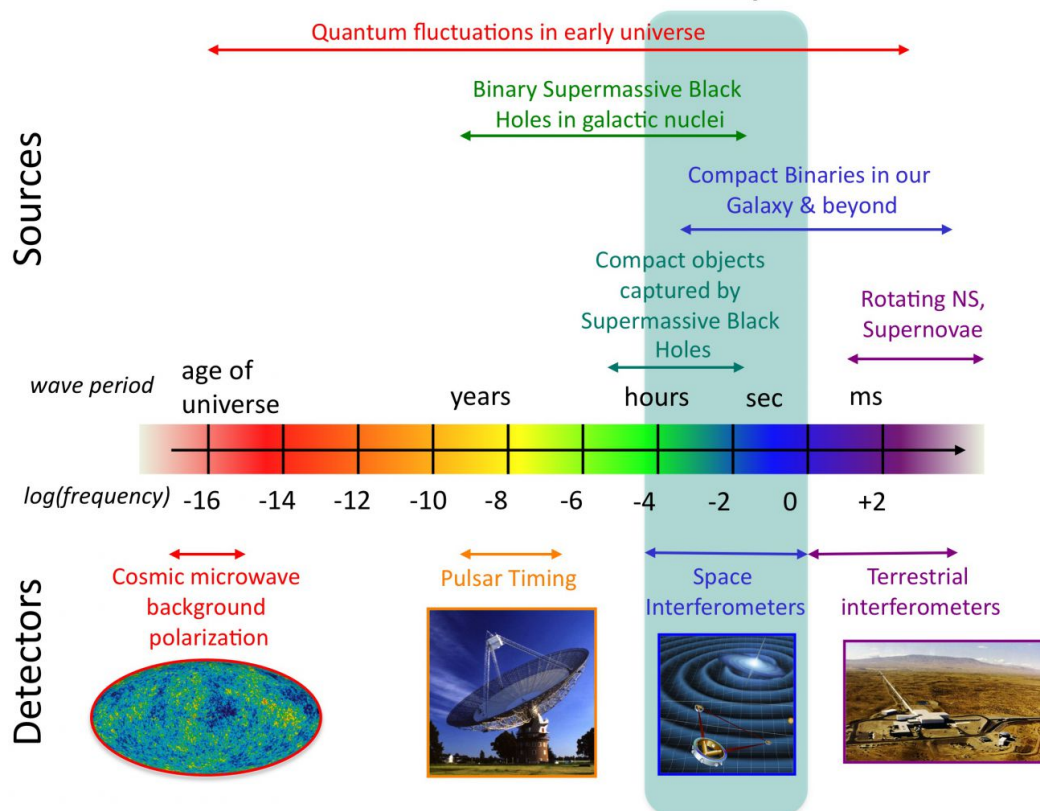 Quantum fluctuations in early universe
Binary Supermassive Black
Holes in galactic nuclei
Compact Binaries in our
Galaxy & beyond
Compact objects
captured by
Supermassive Black
Holes
Rotating NS,
Supernovae
Sources
wave period
age of
universe
years
hours
sec
ms
log(frequency)
-16
-14
-12
-10
-8
-6
-4
-2
0
+2
Detectors
Cosmic microwave
background
polarization
Pulsar Timing
Space
Interferometers
Terrestrial
interferometers